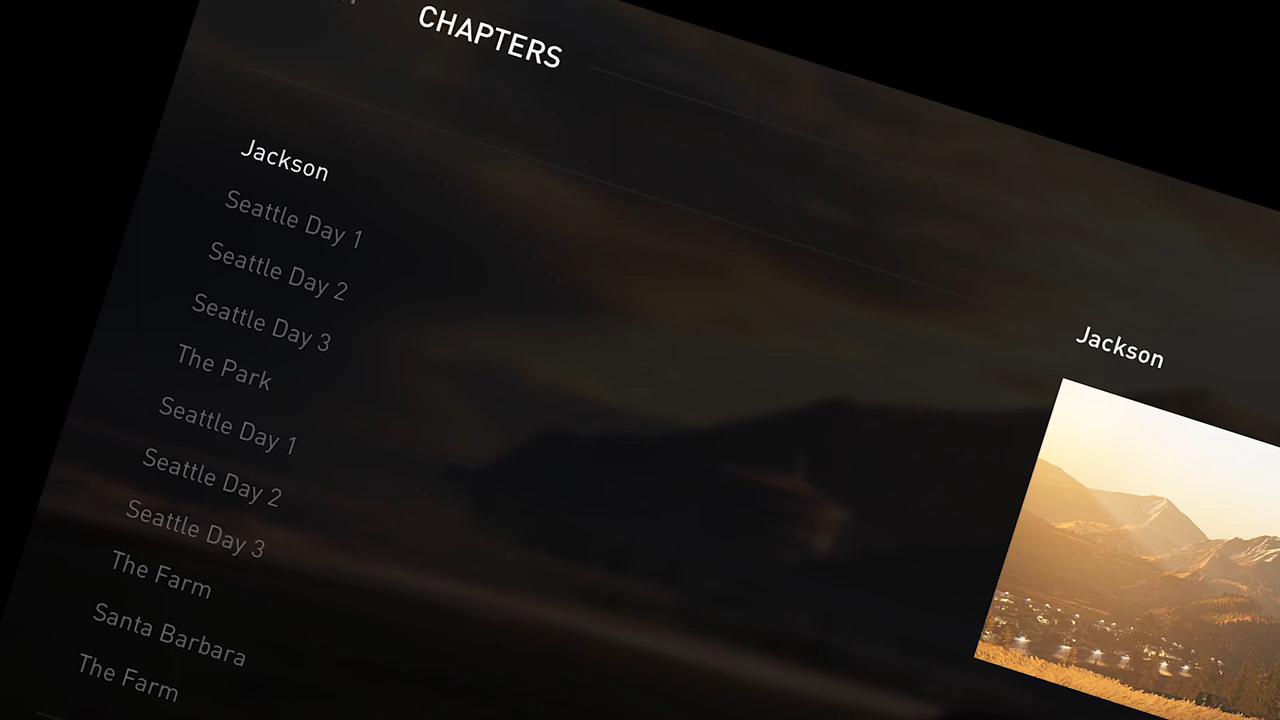 CHAPTERS
Jackson
Seattle Day 1
Seattle Day 2
Seattle Day 3
The Park
Seattle Day 1
Seattle Day 2
Seattle Day 3
The Farm
Santa Barbara
The Farm
Jackson